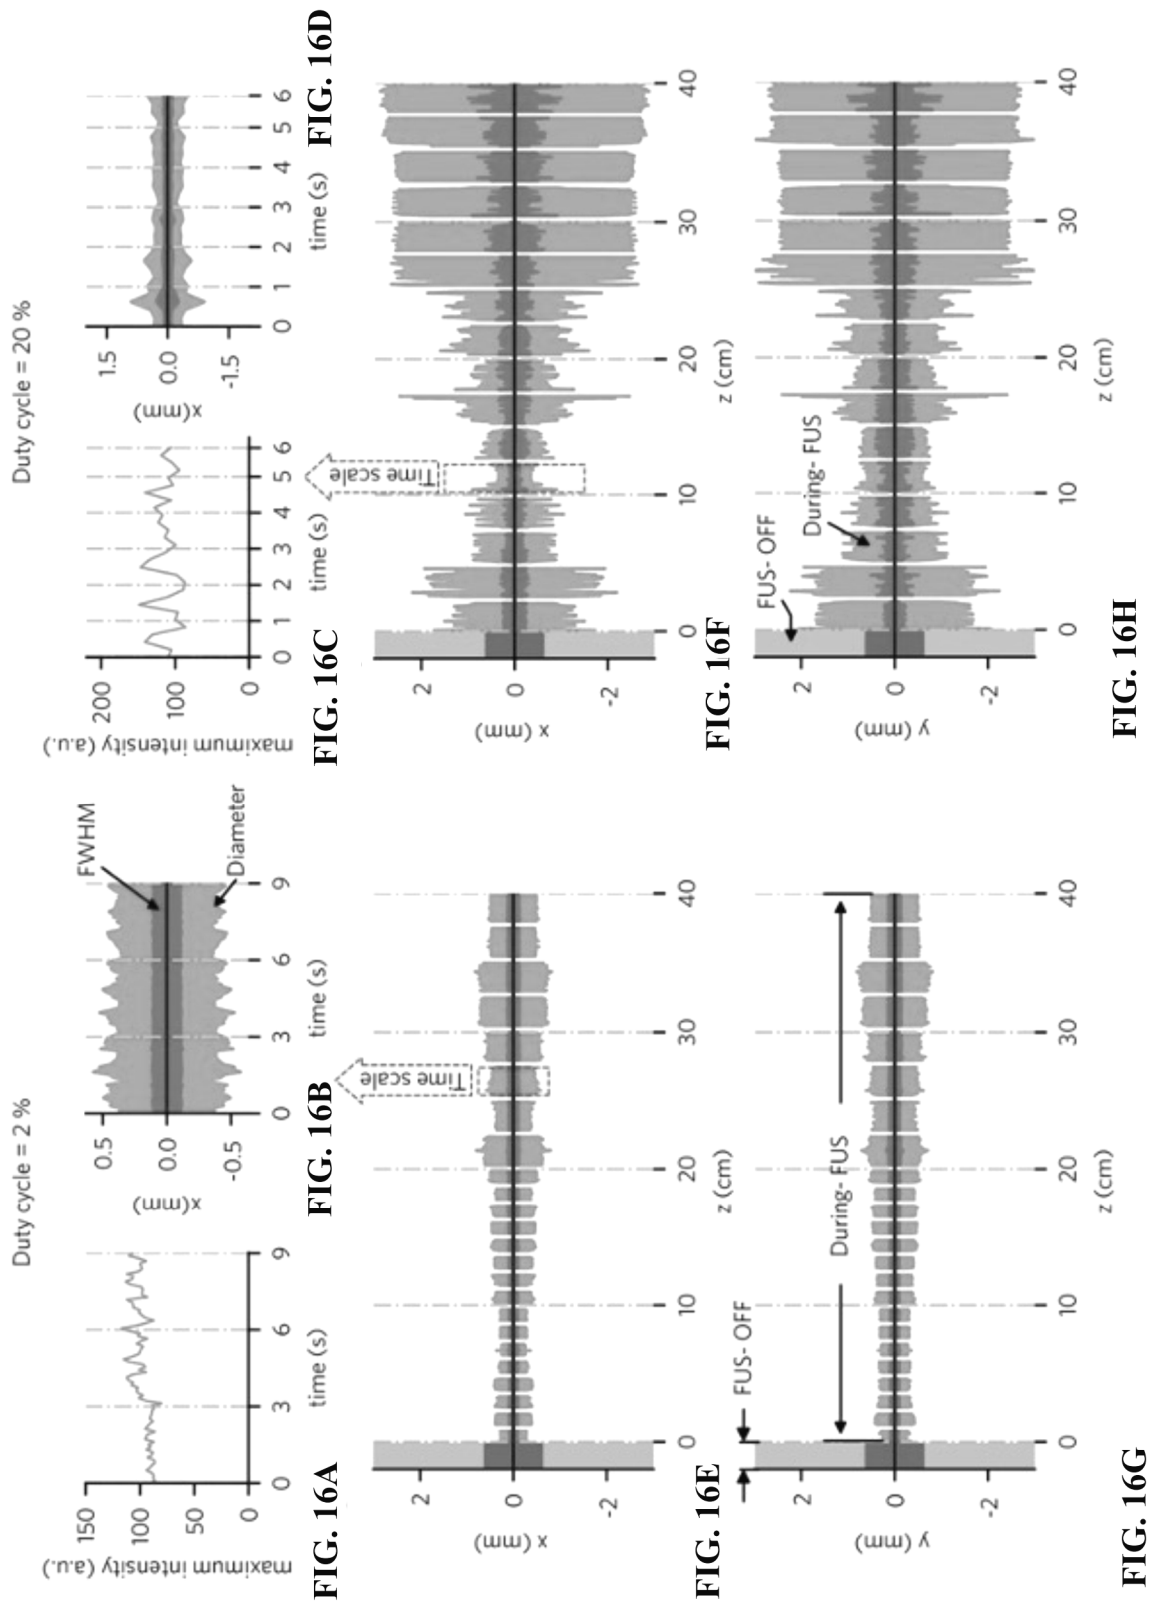 Duty cycle = 2 %
maximum intensity (a.u.)
150
100
50
0
0
3
6
9
time (s)
FIG. 16A
x(mm)
0.5
0.0
-0.5
0
3
6
9
time (s)
FWHM
Diameter
FIG. 16B
Duty cycle = 20 %
maximum intensity (a.u.)
200
100
0
0
1
2
3
4
5
6
time (s)
FIG. 16C
x(mm)
1.5
0.0
-1.5
0
1
2
3
4
5
6
time (s)
FIG. 16D
Time scale
x (mm)
2
0
-2
0
10
20
30
40
z (cm)
FIG. 16E
Time scale
x (mm)
2
0
-2
0
10
20
30
40
z (cm)
FIG. 16F
FUS- OFF
During- FUS
y (mm)
2
0
-2
0
10
20
30
40
z (cm)
FIG. 16G
FUS- OFF
During- FUS
y (mm)
2
0
-2
0
10
20
30
40
z (cm)
FIG. 16H